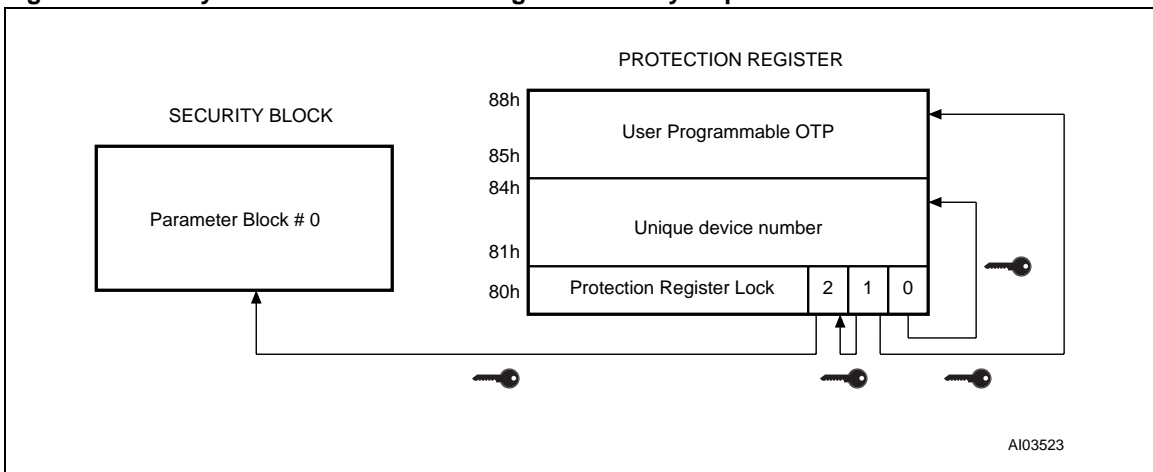 PROTECTION REGISTER
SECURITY BLOCK
88h
User Programmable OTP
85h
84h
Parameter Block # 0
Unique device number
81h
80h
Protection Register Lock
2
1
0
AI03523